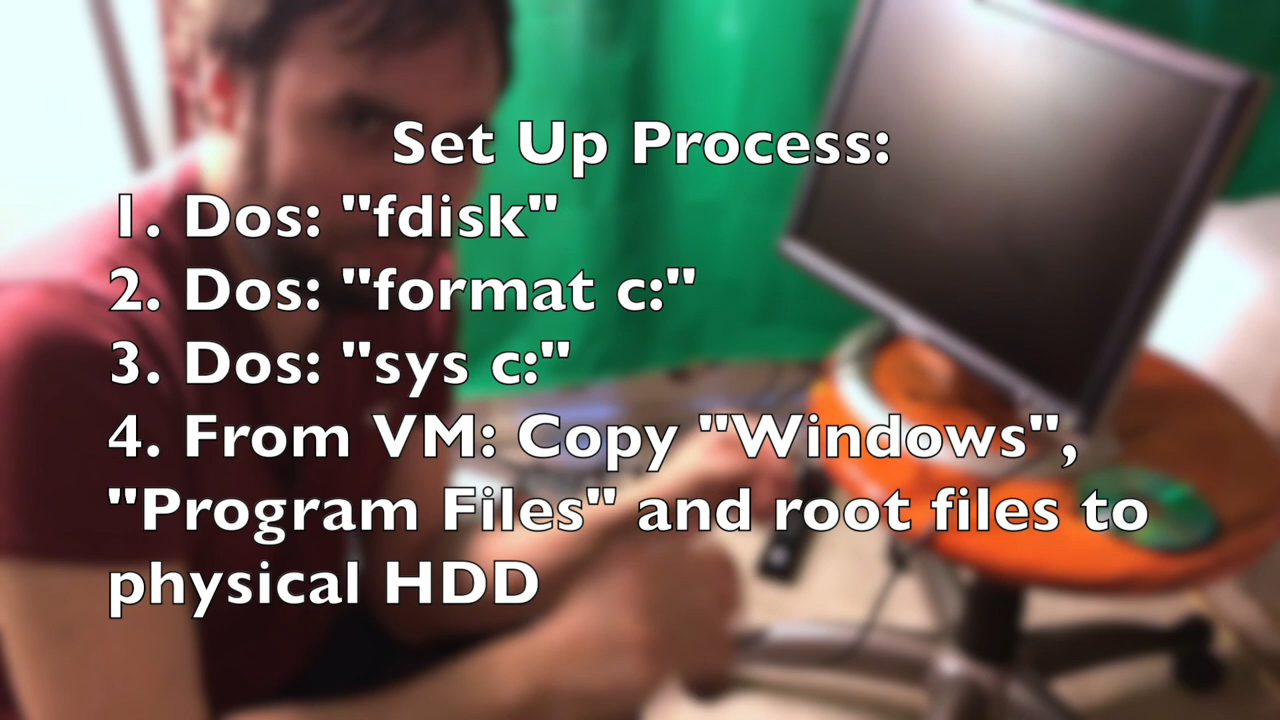 Set Up Process:
1. Dos: "fdisk"
2. Dos: "format c:"
3. Dos: "sys c:"
4. From VM: Copy "Windows",
"Program Files" and root files to
physical HDD